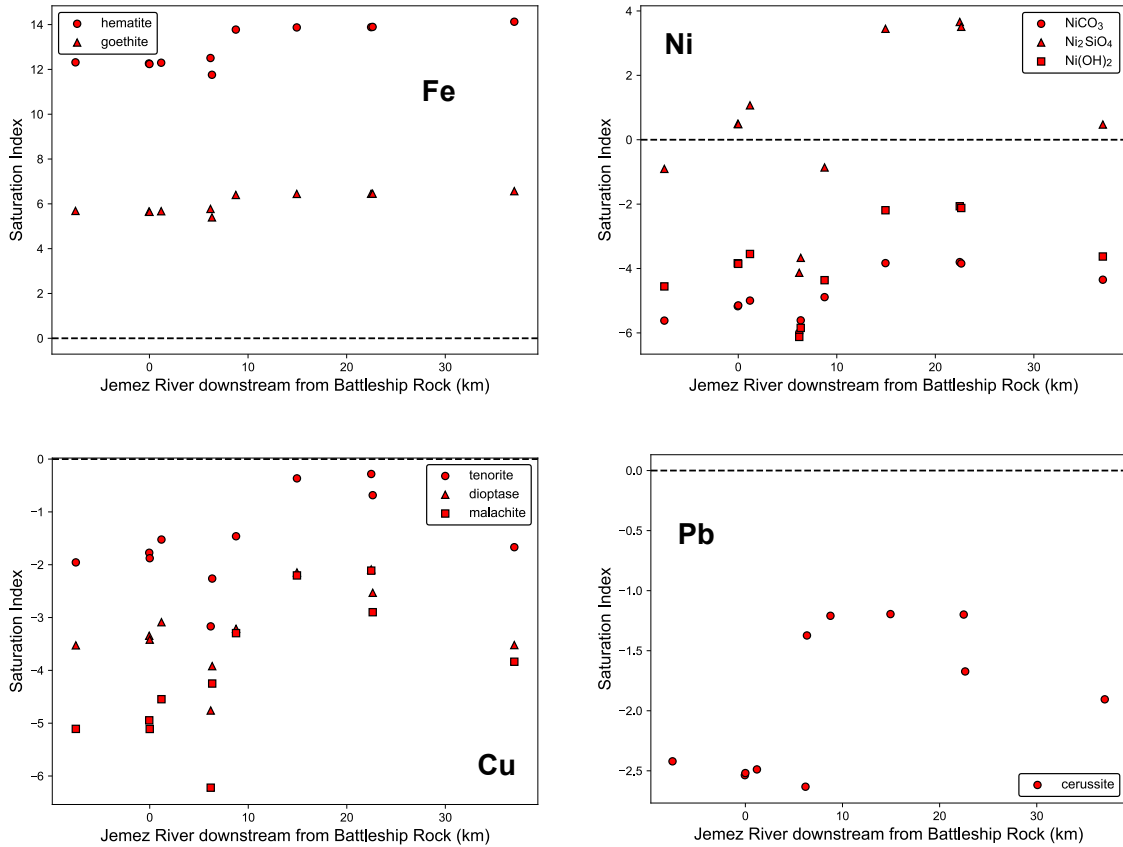 hematite
goethite
Fe
Saturation Index
14
12
10
8
6
4
2
0
0 10 20 30
Jemez River downstream from Battleship Rock (km)
NiCO3
Ni2SiO4
Ni(OH)2
Ni
Saturation Index
4
2
0
−2
−4
−6
0 10 20 30
Jemez River downstream from Battleship Rock (km)
tenorite
dioptase
malachite
Cu
Saturation Index
0
−1
−2
−3
−4
−5
−6
0 10 20 30
Jemez River downstream from Battleship Rock (km)
Pb
Saturation Index
0.0
−0.5
−1.0
−1.5
−2.0
−2.5
cerussite
0 10 20 30
Jemez River downstream from Battleship Rock (km)